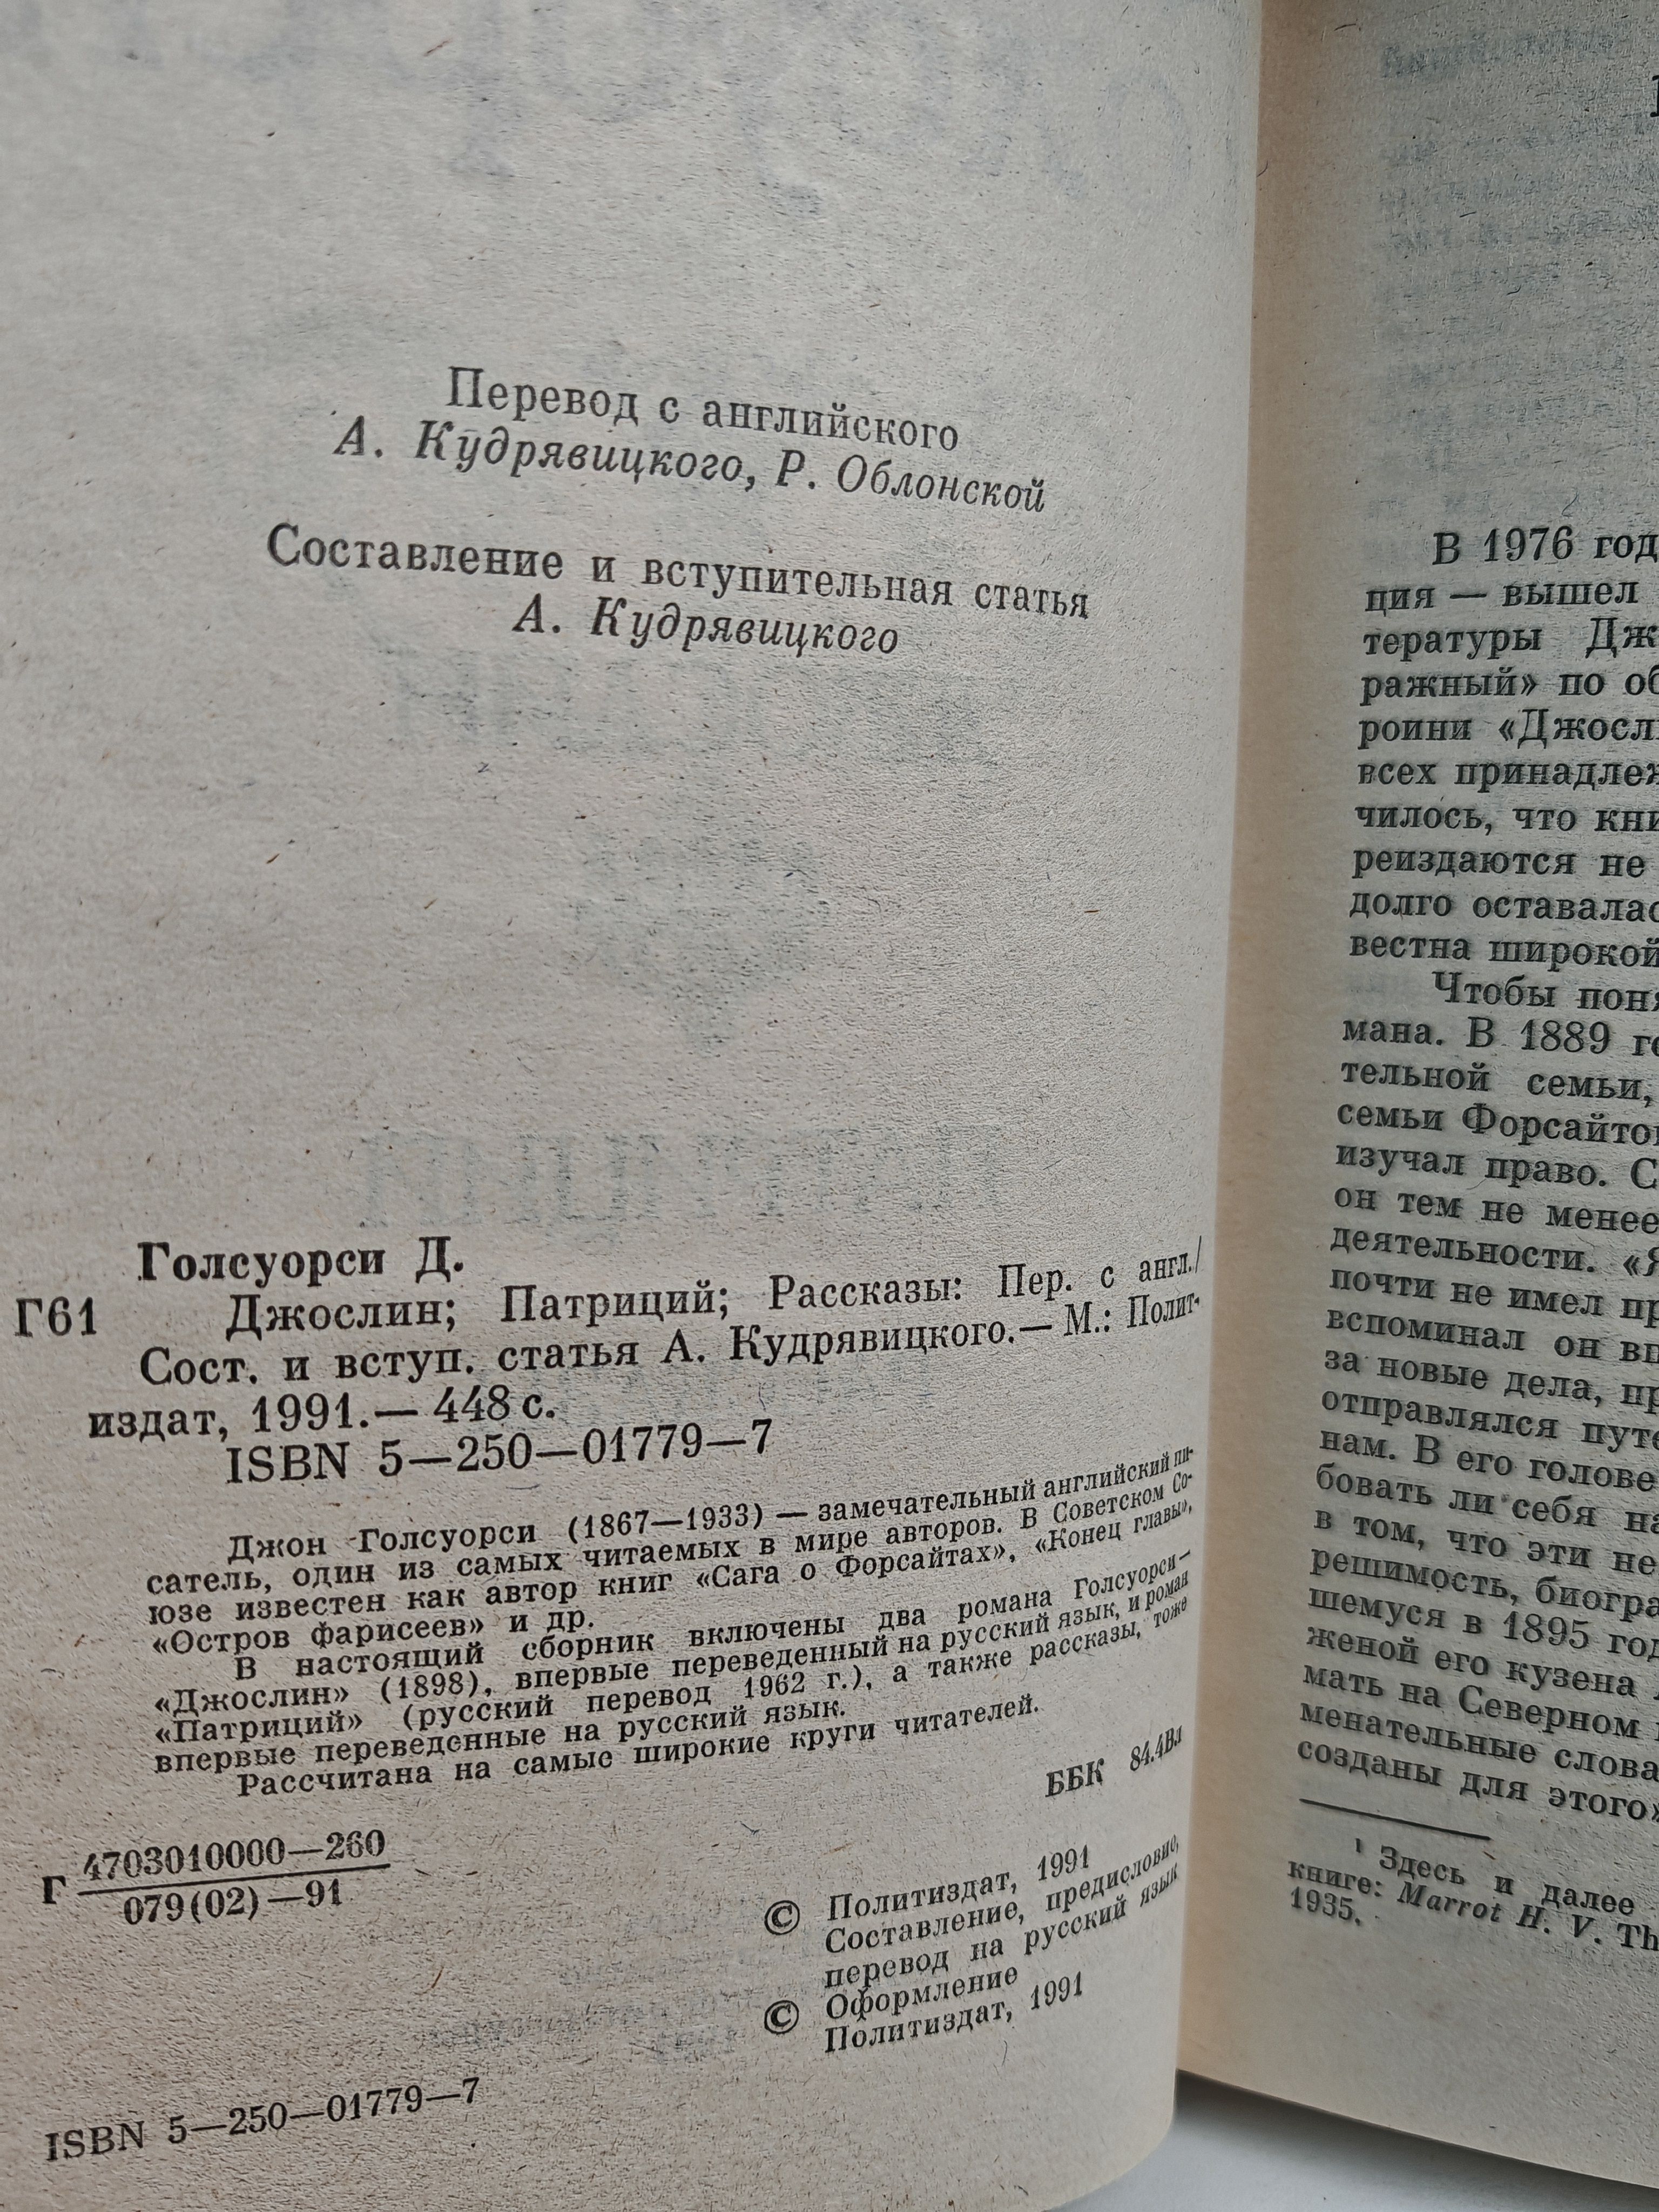 Перевод с английского
А. Кудрявицкого, Р. Облонской
Составление и вступительная статья
А. Кудрявицкого
Голсуорси Д.
Г61 Джослин; Патриций; Рассказы: Пер. с англ./
Сост. и вступ. статья А. Кудрявицкого.— М.: Полит-
издат, 1991.— 448 с.
ISBN 5—250—01779—7
Джон Голсуорси (1867—1933) — замечательный английский пи-
сатель, один из самых читаемых в мире авторов. В Советском Со-
юзе известен как автор книг «Сага о Форсайтах», «Конец главы»,
«Остров фарисеев» и др.
В настоящий сборник включены два романа Голсуорси —
«Джослин» (1898), впервые переведенный на русский язык, и роман
«Патриций» (русский перевод 1962 г.), а также рассказы, тоже
впервые переведенные на русский язык.
Рассчитана на самые широкие круги читателей.
Г 4703010000—260
079(02)—91
ББК 84.4Вл
© Политиздат, 1991
Составление, предисловие,
перевод на русский язык
© Оформление
Политиздат, 1991
ISBN 5—250—01779—7
В 1976 год
ция — вышел
тературы Дж
ражный» по об
роини «Джосл
всех принадлеж
чилось, что кни
реиздаются не
долго оставалас
вестна широкой
Чтобы поня
мана. В 1889 го
тельной семьи,
семьи Форсайто
изучал право. С
он тем не менее
деятельности. «Я
почти не имел пр
вспоминал он вп
за новые дела, пр
отправлялся путе
нам. В его голове
бовать ли себя на
в том, что эти не
решимость, биогра
шемуся в 1895 год
женой его кузена
мать на Северном
менательные слова
созданы для этого»
¹ Здесь и далее
книге: Marrot H. V. Th
1935.